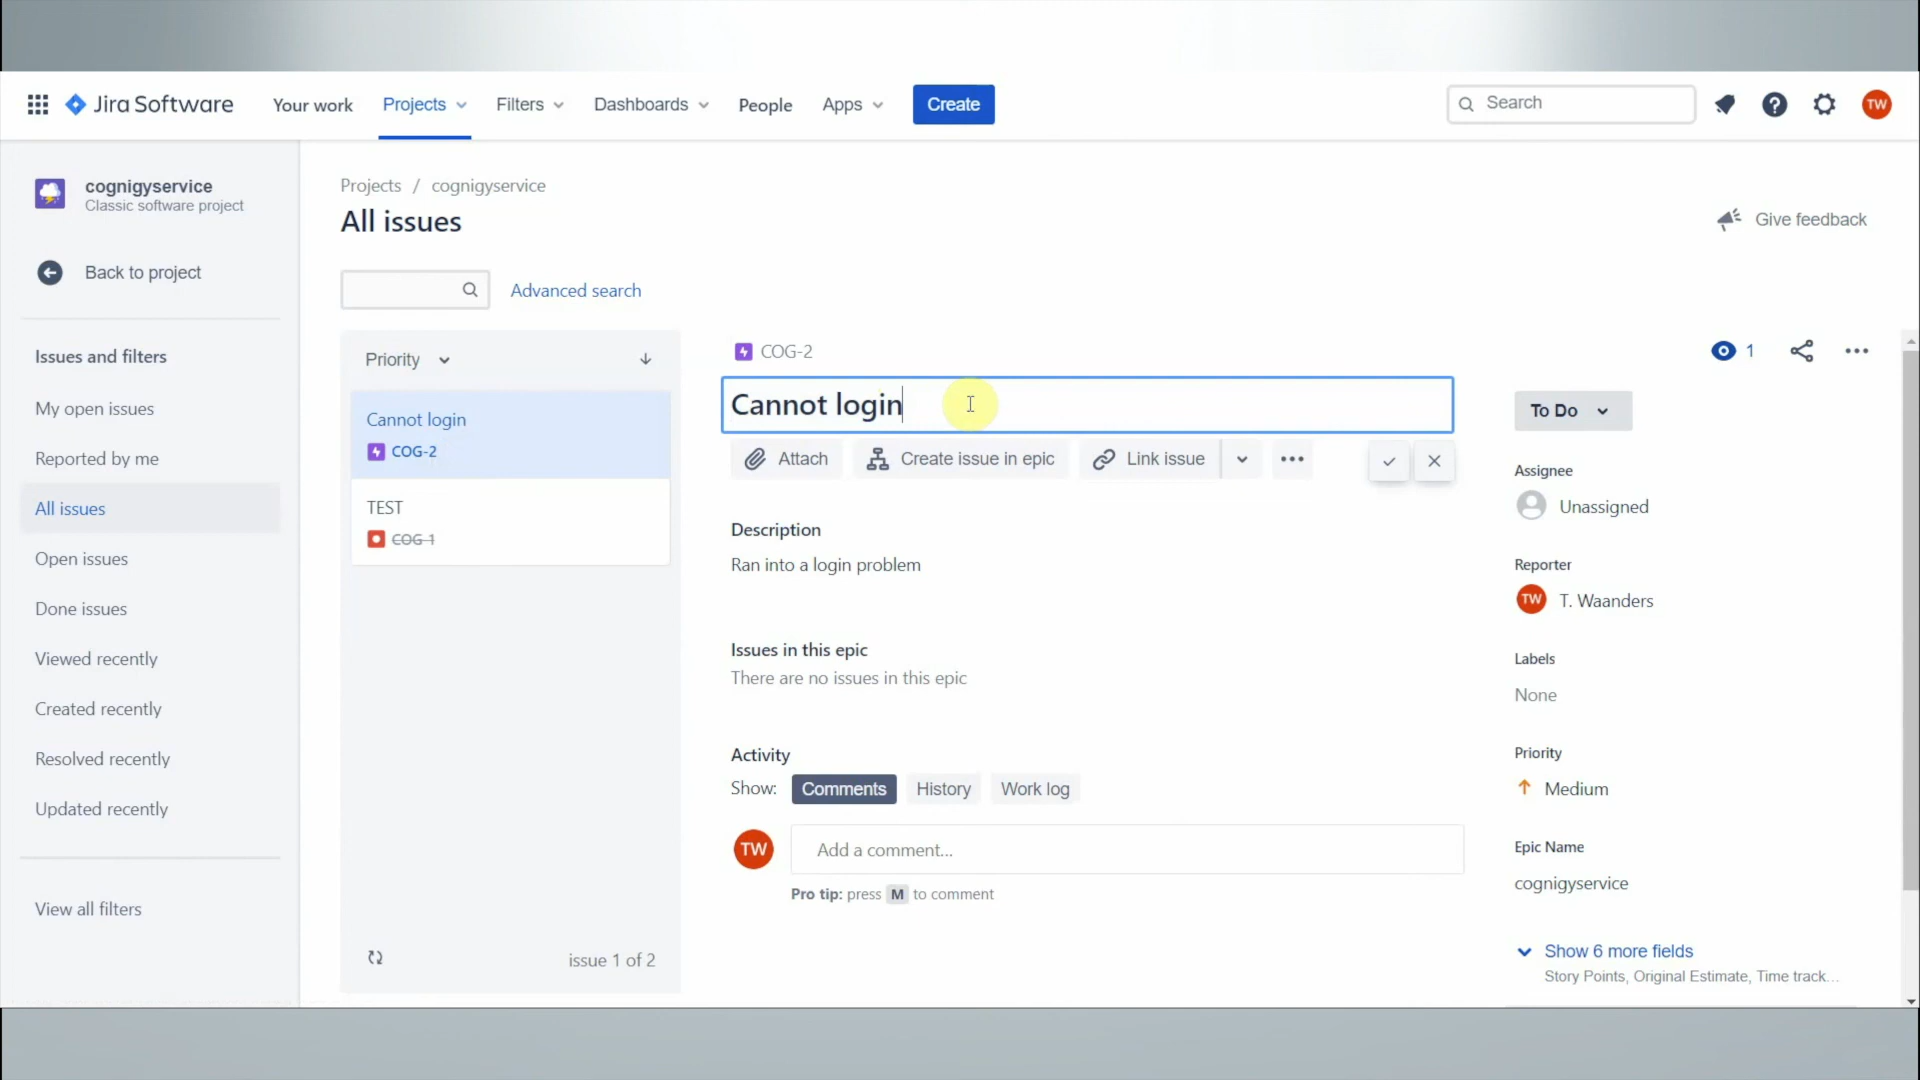 Jira Software
Your work
Projects
Filters
Dashboards
People
Apps
Create
Search
TW
cognigyservice
Classic software project
Back to project
Issues and filters
My open issues
Reported by me
All issues
Open issues
Done issues
Viewed recently
Created recently
Resolved recently
Updated recently
View all filters
Projects / cognigyservice
All issues
Give feedback
Advanced search
Priority
Cannot login
COG-2
TEST
COG-1
issue 1 of 2
COG-2
1
Cannot login
Attach
Create issue in epic
Link issue
Description
Ran into a login problem
Issues in this epic
There are no issues in this epic
Activity
Show: Comments History Work log
TW
Add a comment...
Pro tip: press M to comment
To Do
Assignee
Unassigned
Reporter
TW T. Waanders
Labels
None
Priority
Medium
Epic Name
cognigyservice
Show 6 more fields
Story Points, Original Estimate, Time track...